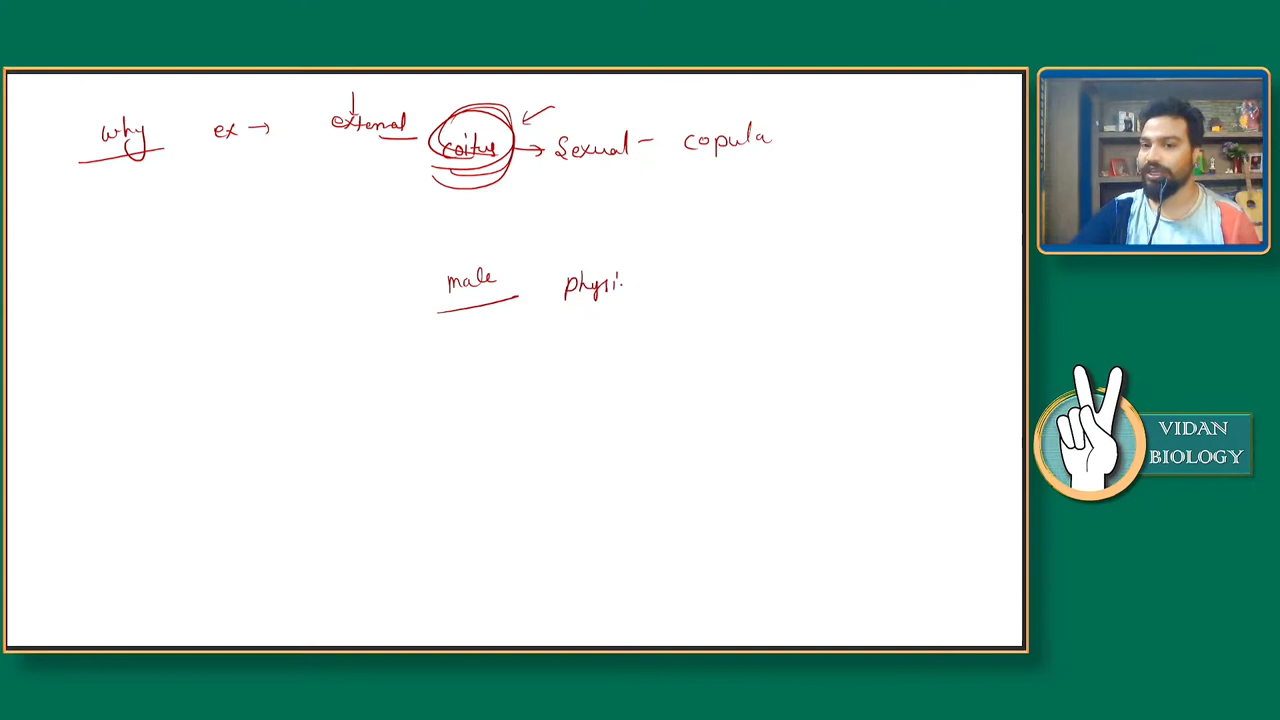 why ex → external coitus → Sexual - copula
male physi
VIDAN
BIOLOGY